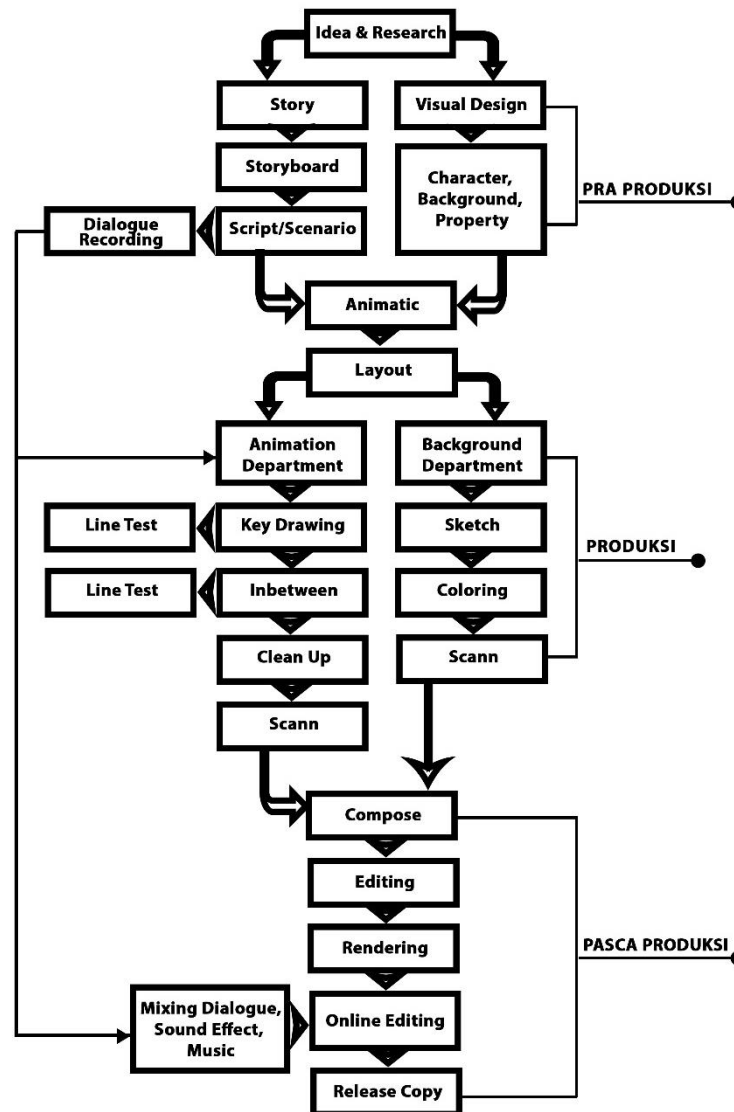 Idea & Research
Story
Visual Design
Storyboard
Character,
Background,
Property
PRA PRODUKSI
Dialogue
Recording
Script/Scenario
Animatic
Layout
Animation
Department
Background
Department
Line Test
Key Drawing
Sketch
PRODUKSI
Line Test
Inbetween
Coloring
Clean Up
Scann
Scann
Compose
Editing
Rendering
PASCA PRODUKSI
Mixing Dialogue,
Sound Effect,
Music
Online Editing
Release Copy